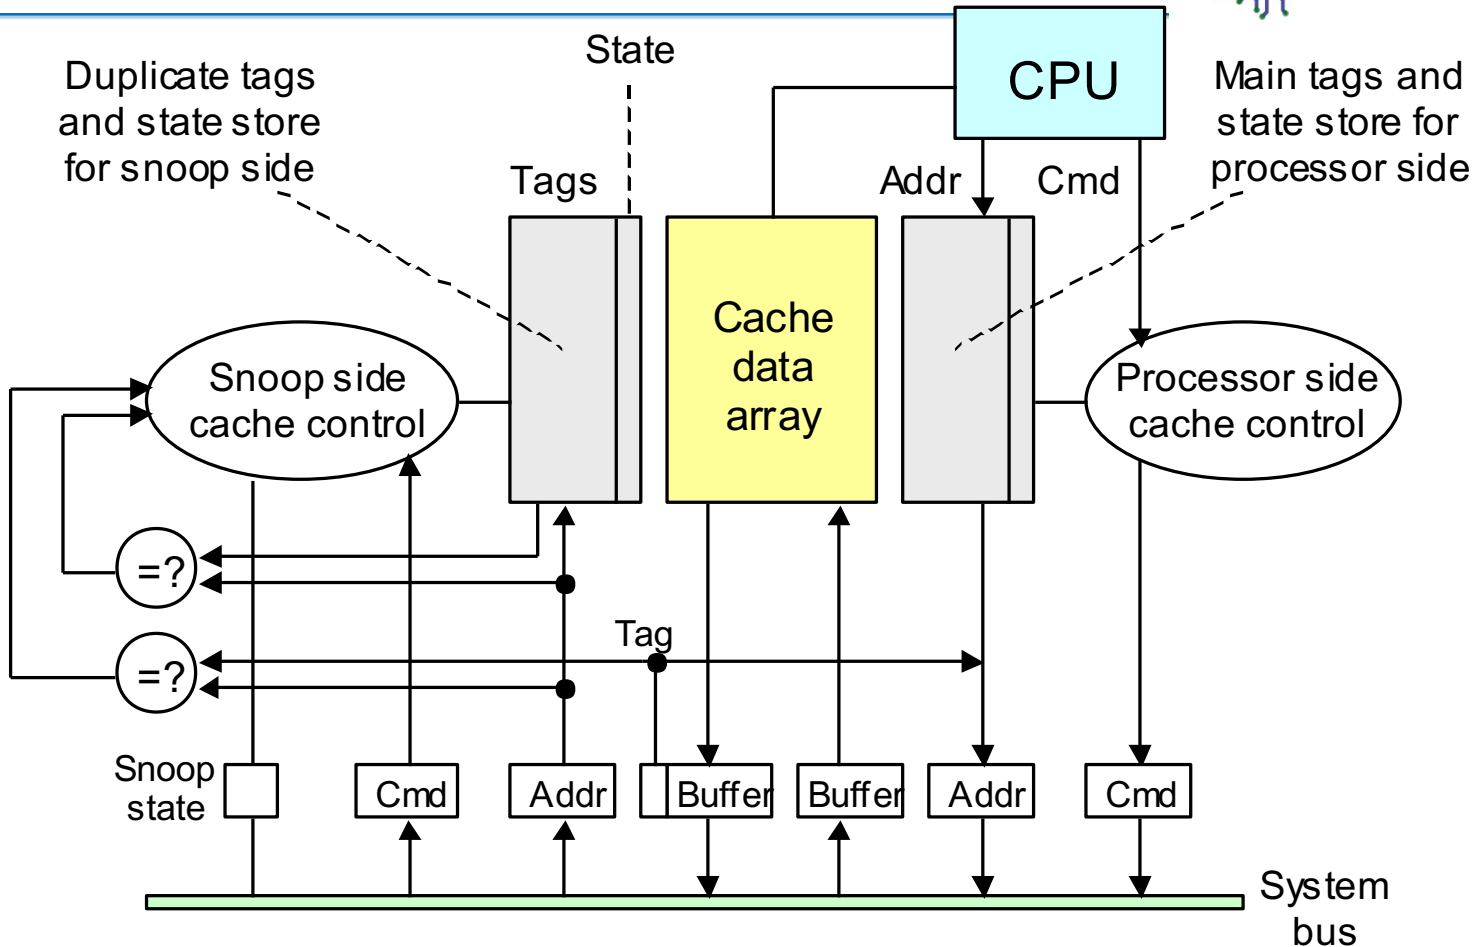 State
CPU
Duplicate tags
and state store
for snoop side
Main tags and
state store for
processor side
Tags
Addr
Cmd
Cache
data
array
Snoop side
cache control
Processor side
cache control
=?
Tag
=?
Snoop
state
Cmd
Addr
Buffer
Buffer
Addr
Cmd
System
bus